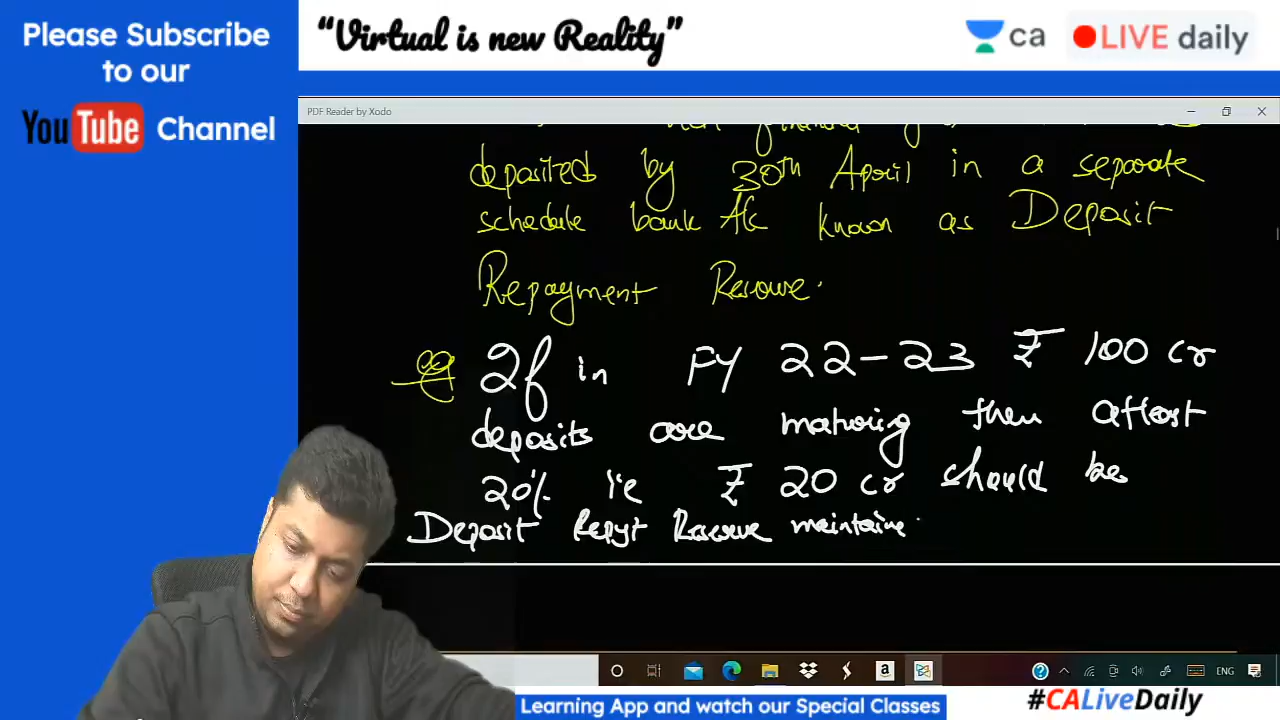 Please Subscribe
to our
YouTube Channel
“Virtual is new Reality”
ca
LIVE daily
PDF Reader by Xodo
financial
deposited by 30th April in a separate
schedule bank A/c known as Deposit
Repayment Reserve.
eg If in FY 22-23 ₹ 100 cr
deposits are maturing then atleast
20% i.e ₹ 20 cr should be
Deposit Repyt Reserve maintaine
ENG
Learning App and watch our Special Classes
#CALiveDaily